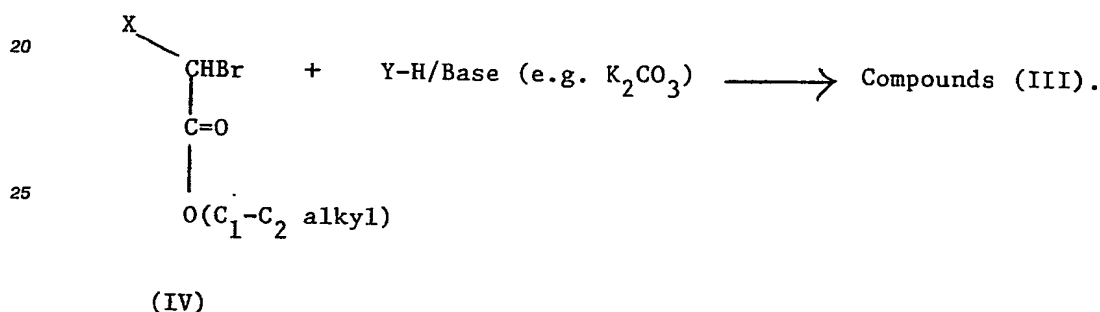 X
20
CHBr + Y-H/Base (e.g. K2CO3) ⟶ Compounds (III).
C=O
25
O(C1-C2 alkyl)
(IV)